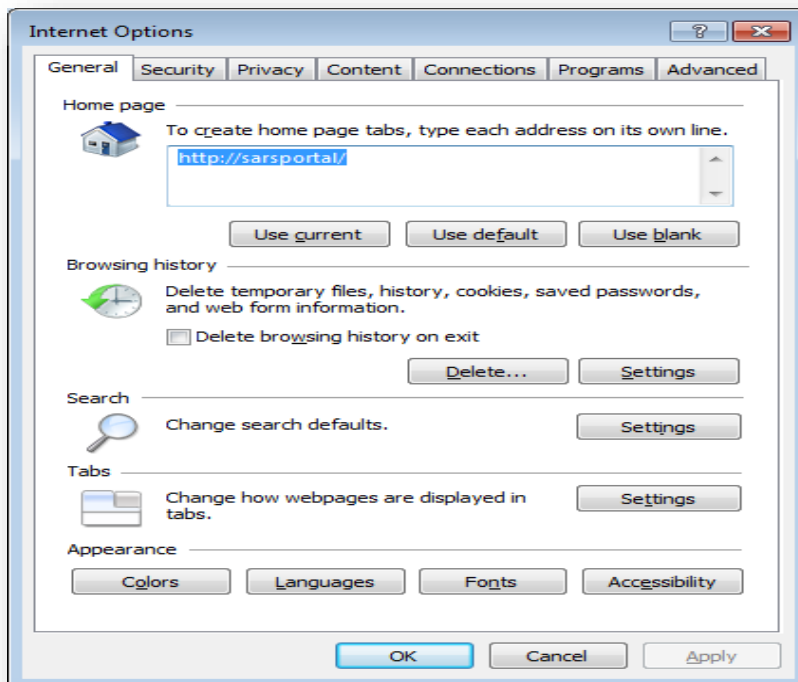 Internet Options
General Security Privacy Content Connections Programs Advanced
Home page
To create home page tabs, type each address on its own line.
http://sarsportal/
Use current Use default Use blank
Browsing history
Delete temporary files, history, cookies, saved passwords,
and web form information.
Delete browsing history on exit
Delete... Settings
Search
Change search defaults. Settings
Tabs
Change how webpages are displayed in Settings
tabs.
Appearance
Colors Languages Fonts Accessibility
OK Cancel Apply